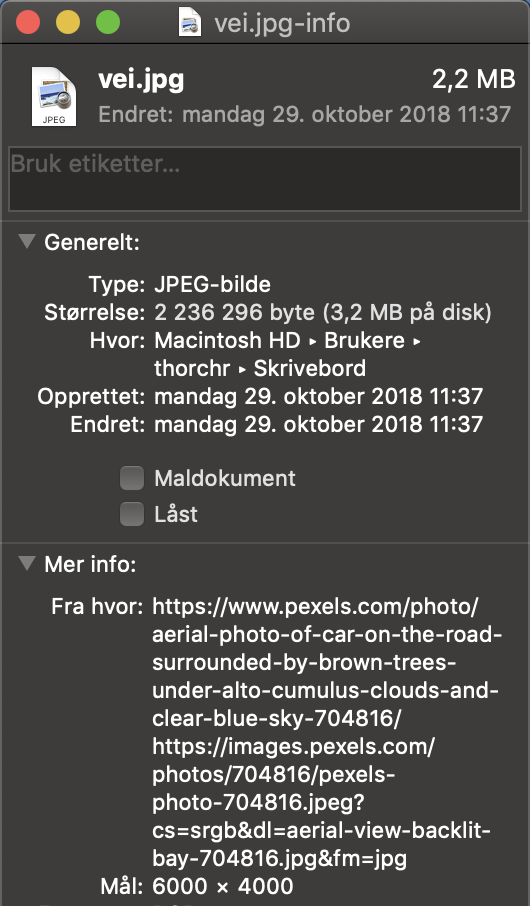 vei.jpg-info
JPEG
vei.jpg 2,2 MB
Endret: mandag 29. oktober 2018 11:37
Bruk etiketter...
Generelt:
Type: JPEG-bilde
Størrelse: 2 236 296 byte (3,2 MB på disk)
Hvor: Macintosh HD ▸ Brukere ▸
thorchr ▸ Skrivebord
Opprettet: mandag 29. oktober 2018 11:37
Endret: mandag 29. oktober 2018 11:37
Maldokument
Låst
Mer info:
Fra hvor: https://www.pexels.com/photo/
aerial-photo-of-car-on-the-road-
surrounded-by-brown-trees-
under-alto-cumulus-clouds-and-
clear-blue-sky-704816/
https://images.pexels.com/
photos/704816/pexels-
photo-704816.jpeg?
cs=srgb&dl=aerial-view-backlit-
bay-704816.jpg&fm=jpg
Mål: 6000 × 4000